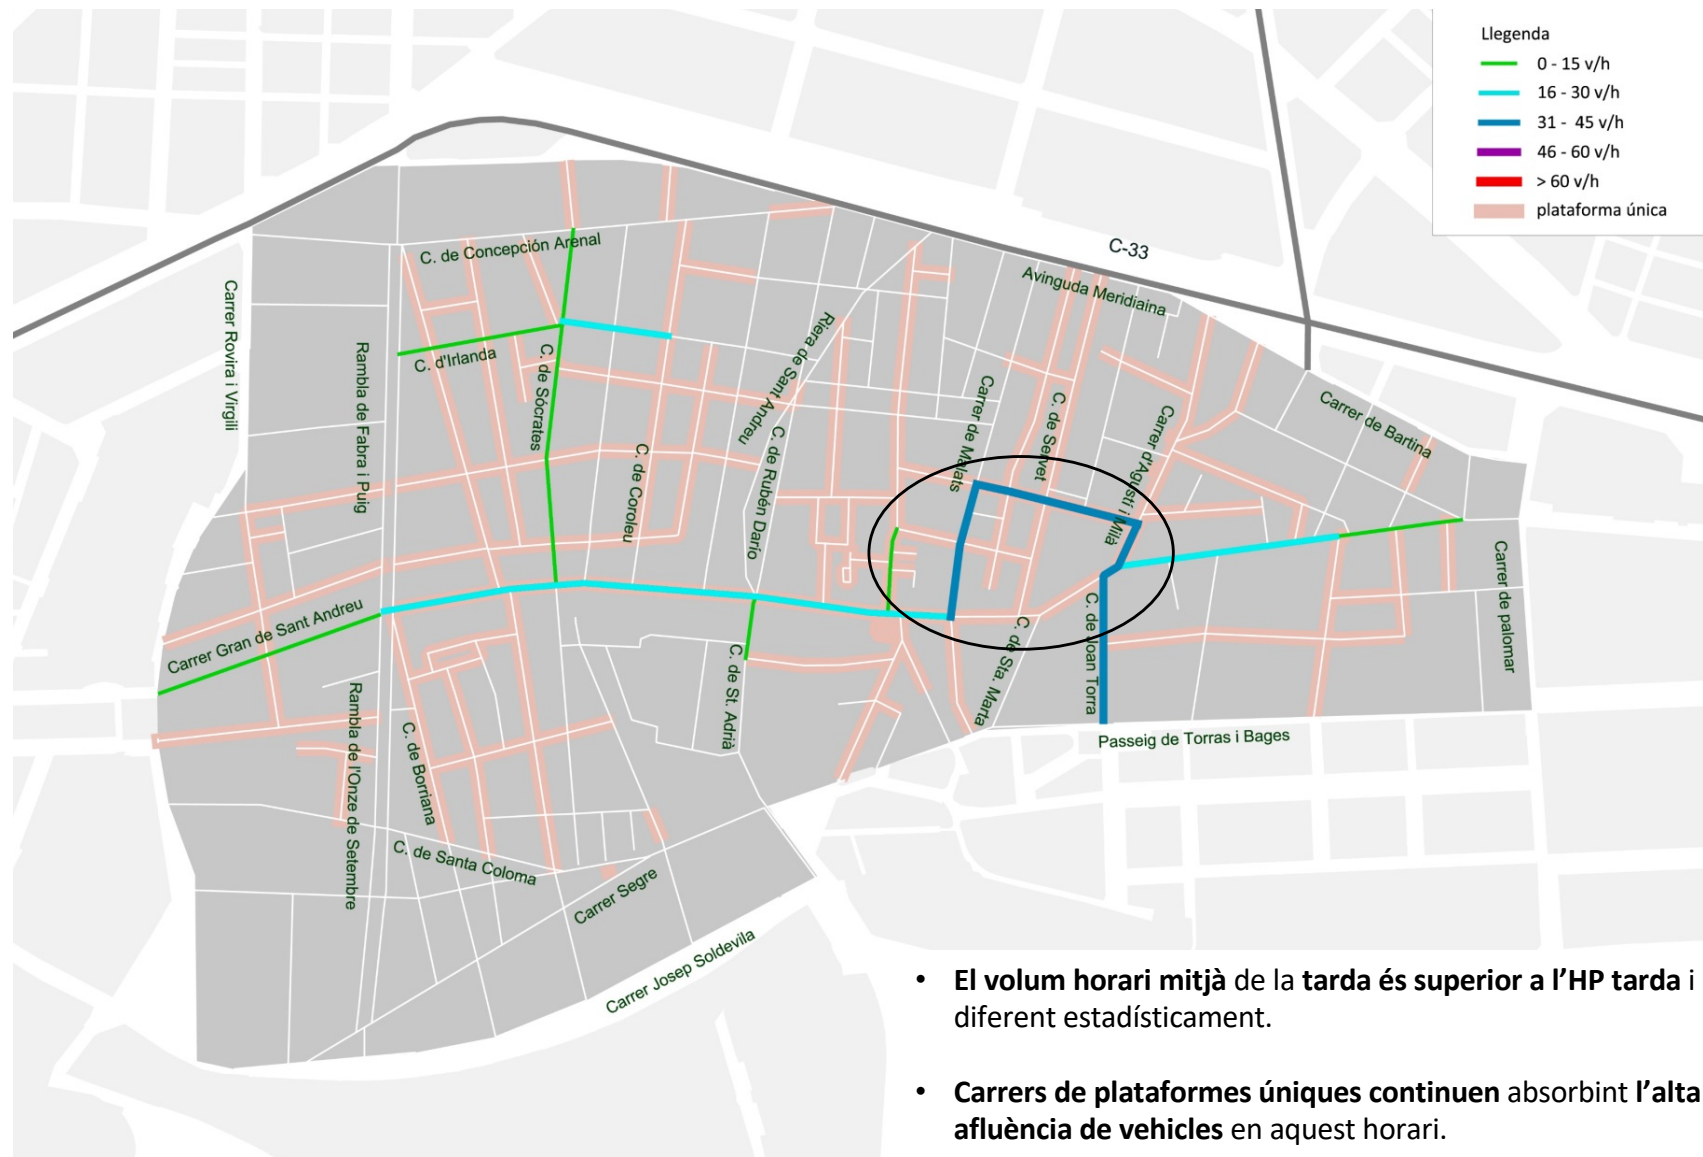 Llegenda
0 - 15 v/h
16 - 30 v/h
31 - 45 v/h
46 - 60 v/h
> 60 v/h
plataforma única
C-33
Avinguda Meridiaina
C. de Concepción Arenal
Carrer Rovira i Virgili
Rambla de Fabra i Puig
C. d'Irlanda
C. de Sócrates
C. de Coroleu
Riera de Sant Andreu
C. de Rubén Darío
Carrer de Malats
C. de Servet
Carrer d'Agustí i Milà
Carrer de Bartina
Carrer de palomar
Carrer Gran de Sant Andreu
Rambla de l'Onze de Setembre
C. de Borriana
C. de St. Adrià
C. de Sta. Marta
C. de Joan Torra
Passeig de Torras i Bages
C. de Santa Coloma
Carrer Segre
Carrer Josep Soldevila
• El volum horari mitjà de la tarda és superior a l’HP tarda i
diferent estadísticament.
• Carrers de plataformes úniques continuen absorbint l’alta
afluència de vehicles en aquest horari.